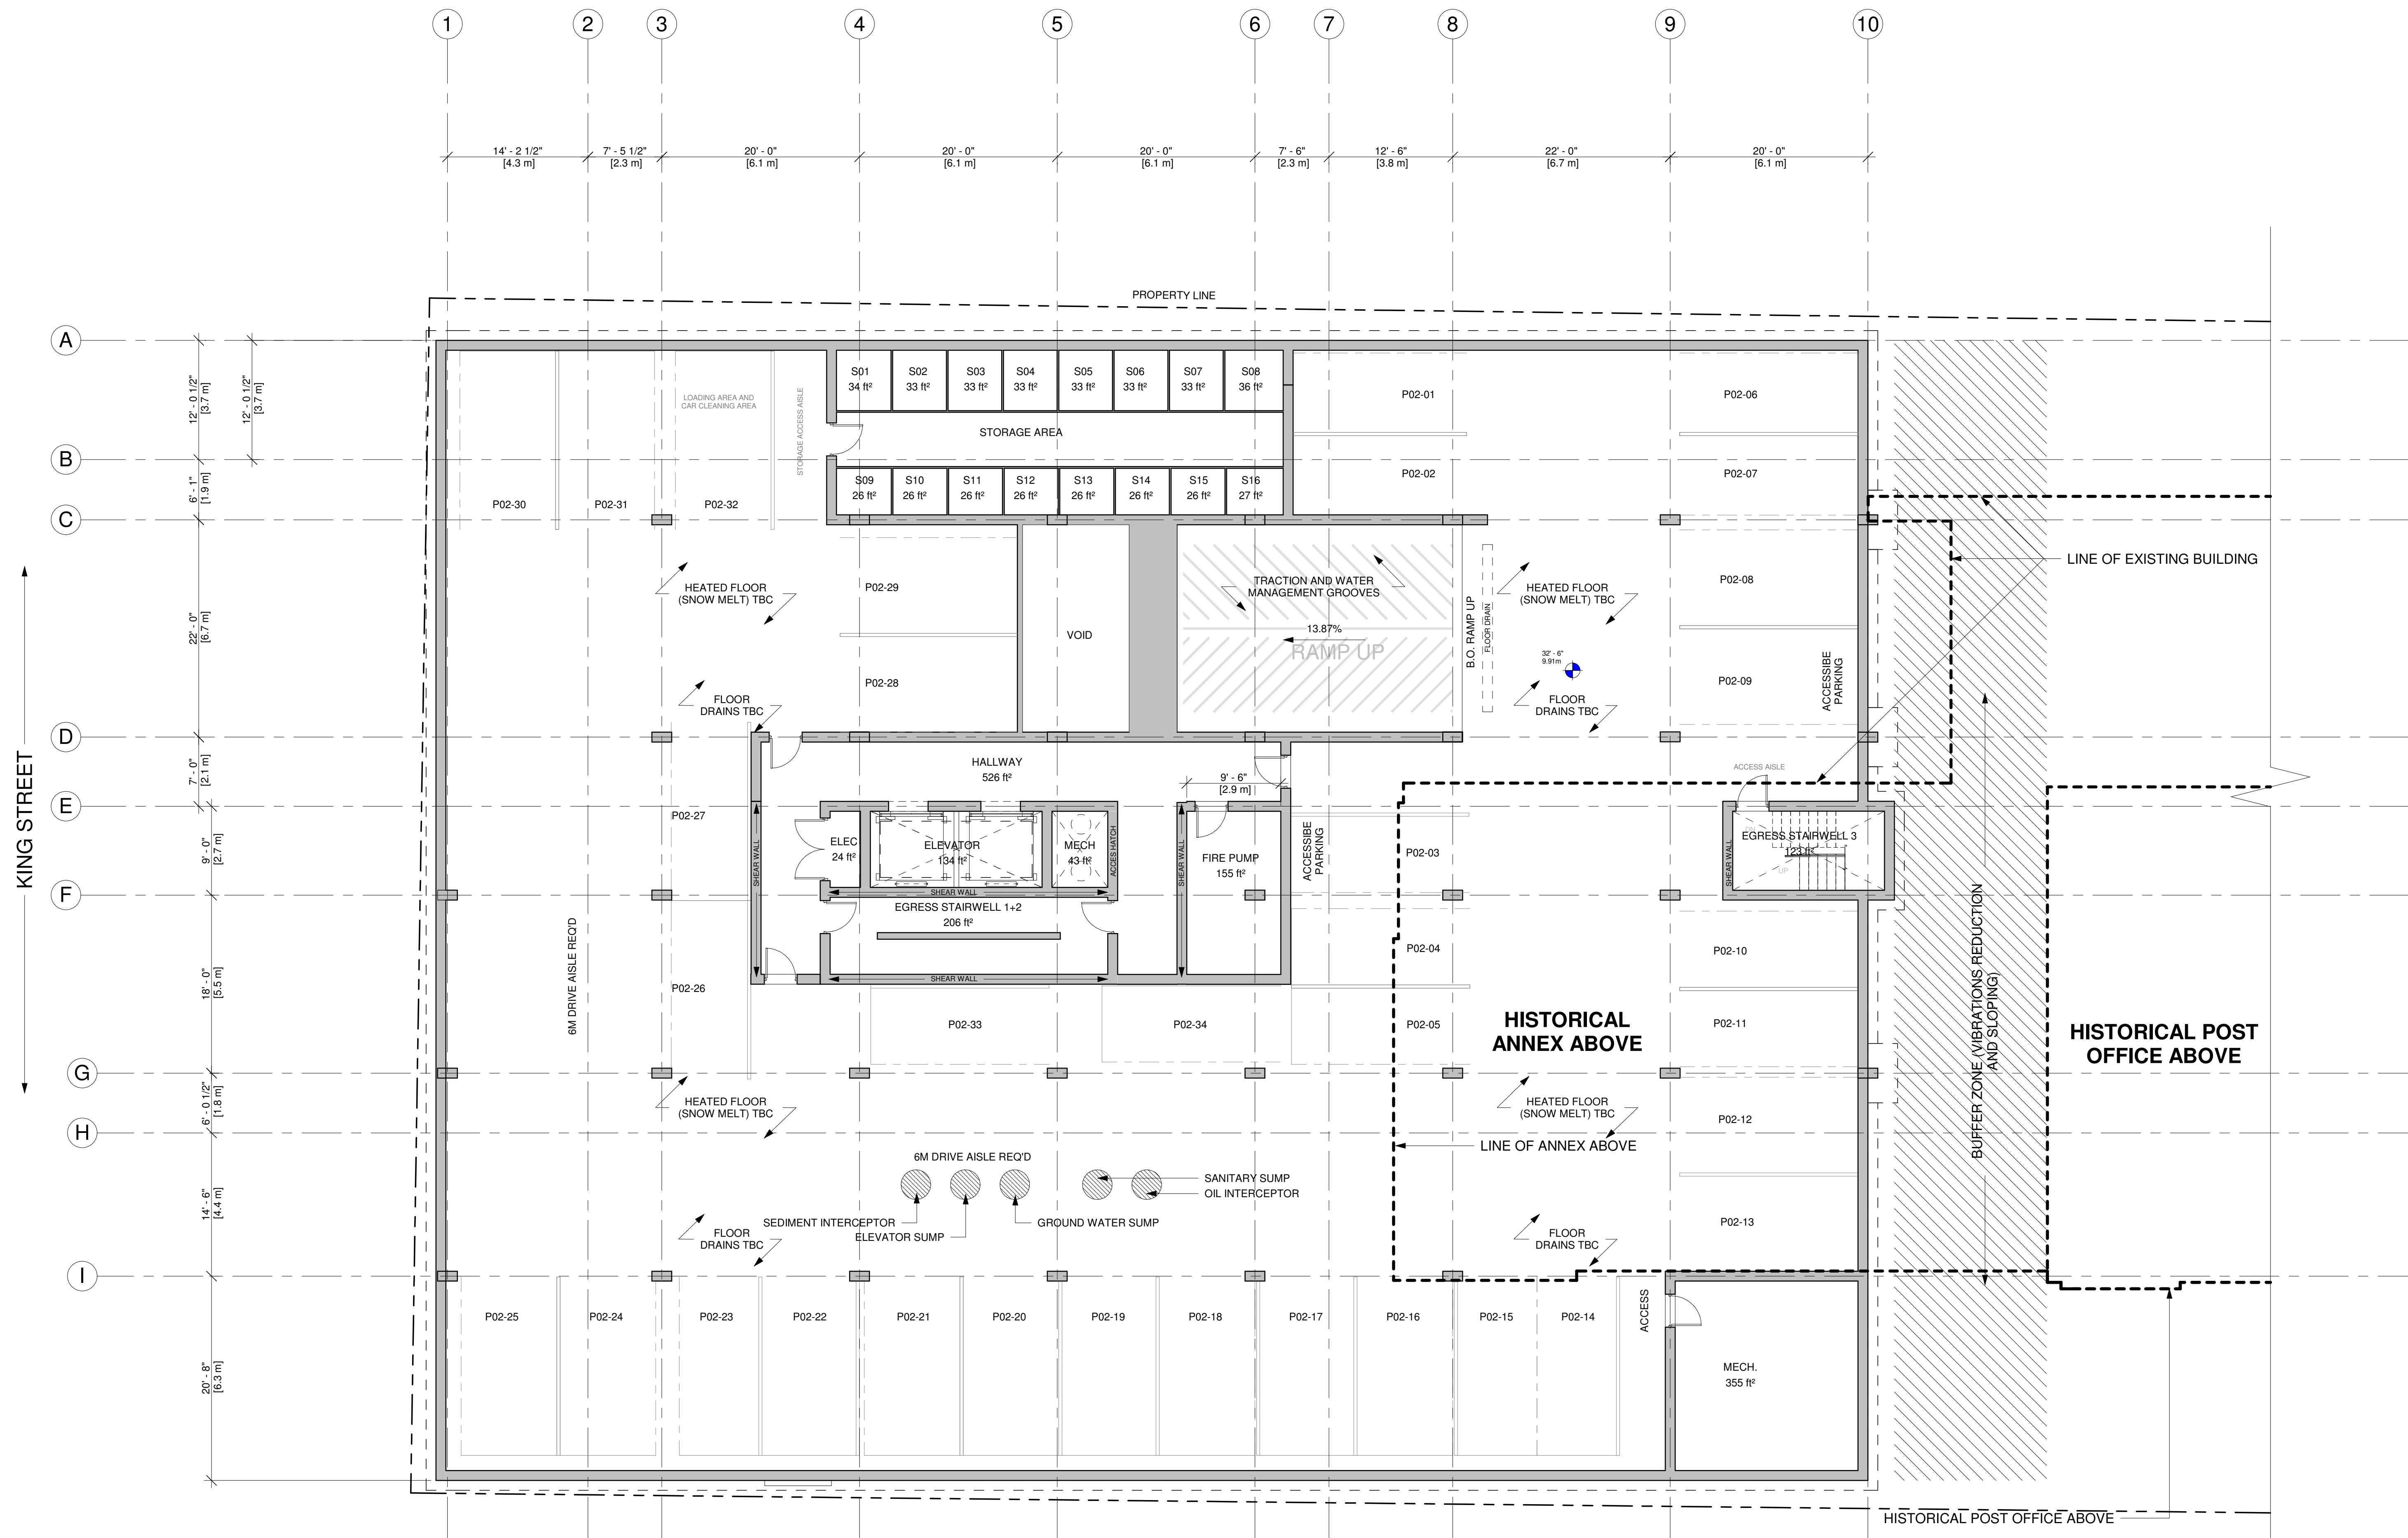 1
2
3
4
5
6
7
8
9
10
14' - 2 1/2"
[4.3 m]
7' - 5 1/2"
[2.3 m]
20' - 0"
[6.1 m]
20' - 0"
[6.1 m]
20' - 0"
[6.1 m]
7' - 6"
[2.3 m]
12' - 6"
[3.8 m]
22' - 0"
[6.7 m]
20' - 0"
[6.1 m]
PROPERTY LINE
A
B
C
D
E
F
G
H
I
12' - 0 1/2"
[3.7 m]
12' - 0 1/2"
[3.7 m]
6' - 1"
[1.9 m]
22' - 0"
[6.7 m]
7' - 0"
[2.1 m]
9' - 0"
[2.7 m]
18' - 0"
[5.5 m]
6' - 0 1/2"
[1.8 m]
14' - 6"
[4.4 m]
20' - 8"
[6.3 m]
KING STREET
LOADING AREA AND
CAR CLEANING AREA
STORAGE ACCESS AISLE
S01
34 ft²
S02
33 ft²
S03
33 ft²
S04
33 ft²
S05
33 ft²
S06
33 ft²
S07
33 ft²
S08
36 ft²
STORAGE AREA
S09
26 ft²
S10
26 ft²
S11
26 ft²
S12
26 ft²
S13
26 ft²
S14
26 ft²
S15
26 ft²
S16
27 ft²
P02-01
P02-06
P02-02
P02-07
P02-30
P02-31
P02-32
HEATED FLOOR
(SNOW MELT) TBC
P02-29
VOID
TRACTION AND WATER
MANAGEMENT GROOVES
13.87%
RAMP UP
B.O. RAMP UP
FLOOR DRAIN
HEATED FLOOR
(SNOW MELT) TBC
32' - 6"
9.91m
P02-08
LINE OF EXISTING BUILDING
P02-28
FLOOR
DRAINS TBC
FLOOR
DRAINS TBC
P02-09
ACCESSIBE
PARKING
HALLWAY
526 ft²
9' - 6"
[2.9 m]
ACCESS AISLE
P02-27
SHEAR WALL
ELEC
24 ft²
ELEVATOR
134 ft²
MECH
43 ft²
ACCES HATCH
SHEAR WALL
FIRE PUMP
155 ft²
ACCESSIBE
PARKING
P02-03
SHEAR WALL
EGRESS STAIRWELL 3
123 ft²
UP
SHEAR WALL
EGRESS STAIRWELL 1+2
206 ft²
SHEAR WALL
6M DRIVE AISLE REQ'D
P02-26
P02-04
P02-10
P02-33
P02-34
P02-05
HISTORICAL
ANNEX ABOVE
P02-11
BUFFER ZONE (VIBRATIONS REDUCTION
AND SLOPING)
HISTORICAL POST
OFFICE ABOVE
HEATED FLOOR
(SNOW MELT) TBC
HEATED FLOOR
(SNOW MELT) TBC
P02-12
LINE OF ANNEX ABOVE
6M DRIVE AISLE REQ'D
SANITARY SUMP
OIL INTERCEPTOR
SEDIMENT INTERCEPTOR
ELEVATOR SUMP
GROUND WATER SUMP
FLOOR
DRAINS TBC
FLOOR
DRAINS TBC
P02-13
P02-25
P02-24
P02-23
P02-22
P02-21
P02-20
P02-19
P02-18
P02-17
P02-16
P02-15
P02-14
ACCESS
MECH.
355 ft²
HISTORICAL POST OFFICE ABOVE